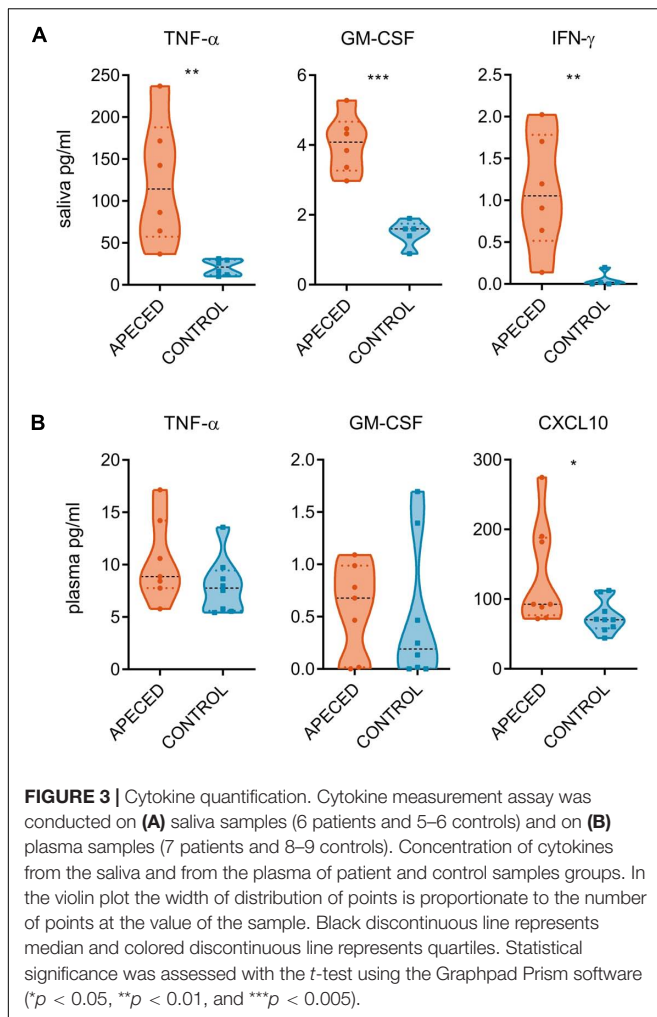 A
TNF-α GM-CSF IFN-γ
** *** **
saliva pg/ml
250
200
150
100
50
0
6
4
2
0
2.0
1.5
1.0
0.5
0.0
APECED CONTROL APECED CONTROL APECED CONTROL
B
TNF-α GM-CSF CXCL10
*
plasma pg/ml
20
15
10
5
0
2.0
1.5
1.0
0.5
0.0
300
200
100
0
APECED CONTROL APECED CONTROL APECED CONTROL
FIGURE 3 | Cytokine quantification. Cytokine measurement assay was
conducted on (A) saliva samples (6 patients and 5–6 controls) and on (B)
plasma samples (7 patients and 8–9 controls). Concentration of cytokines
from the saliva and from the plasma of patient and control samples groups. In
the violin plot the width of distribution of points is proportionate to the number
of points at the value of the sample. Black discontinuous line represents
median and colored discontinuous line represents quartiles. Statistical
significance was assessed with the t-test using the Graphpad Prism software
(*p < 0.05, **p < 0.01, and ***p < 0.005).